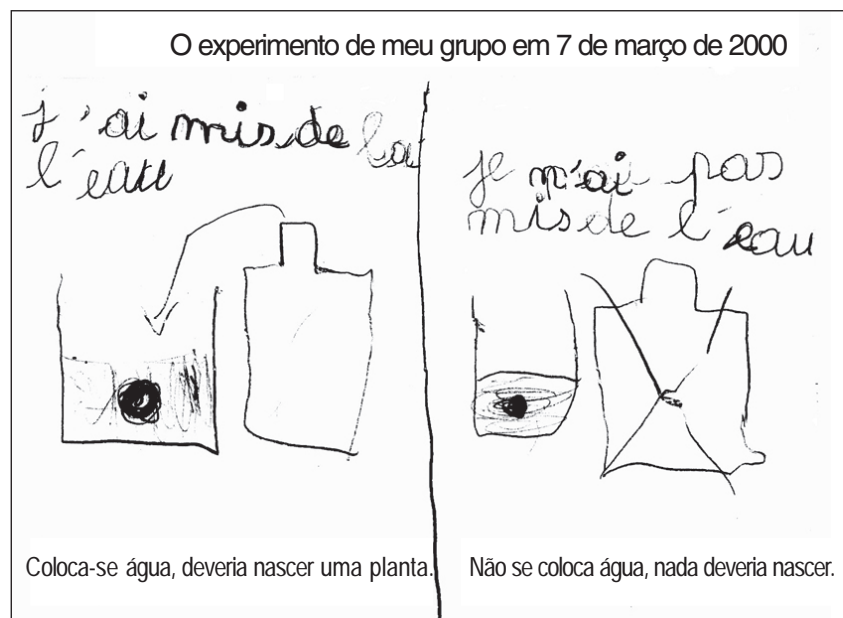 O experimento de meu grupo em 7 de março de 2000
j'ai mis de la
l'eau
Coloca-se água, deveria nascer uma planta.
je n'ai pas
mis de l'eau
Não se coloca água, nada deveria nascer.